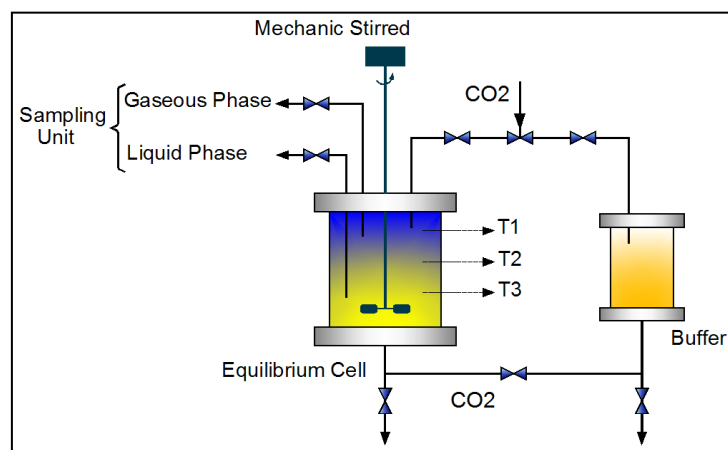 Mechanic Stirred
Gaseous Phase
CO2
Sampling
Unit
Liquid Phase
T1
T2
T3
Buffer
Equilibrium Cell
CO2